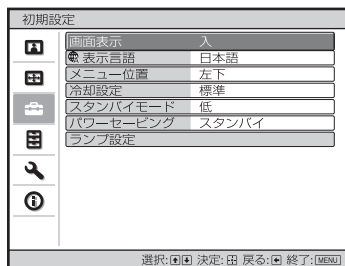 初期設定
画面表示 入
表示言語 日本語
メニュー位置 左下
冷却設定 標準
スタンバイモード 低
パワーセービング スタンバイ
ランプ設定
選択: 決定: 戻る: 終了:MENU